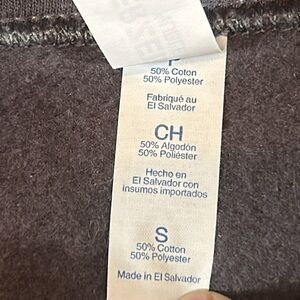 P
50% Coton
50% Polyester
Fabriqué au
El Salvador
CH
50% Algodón
50% Poliéster
Hecho en
El Salvador con
insumos importados
S
50% Cotton
50% Polyester
Made in El Salvador